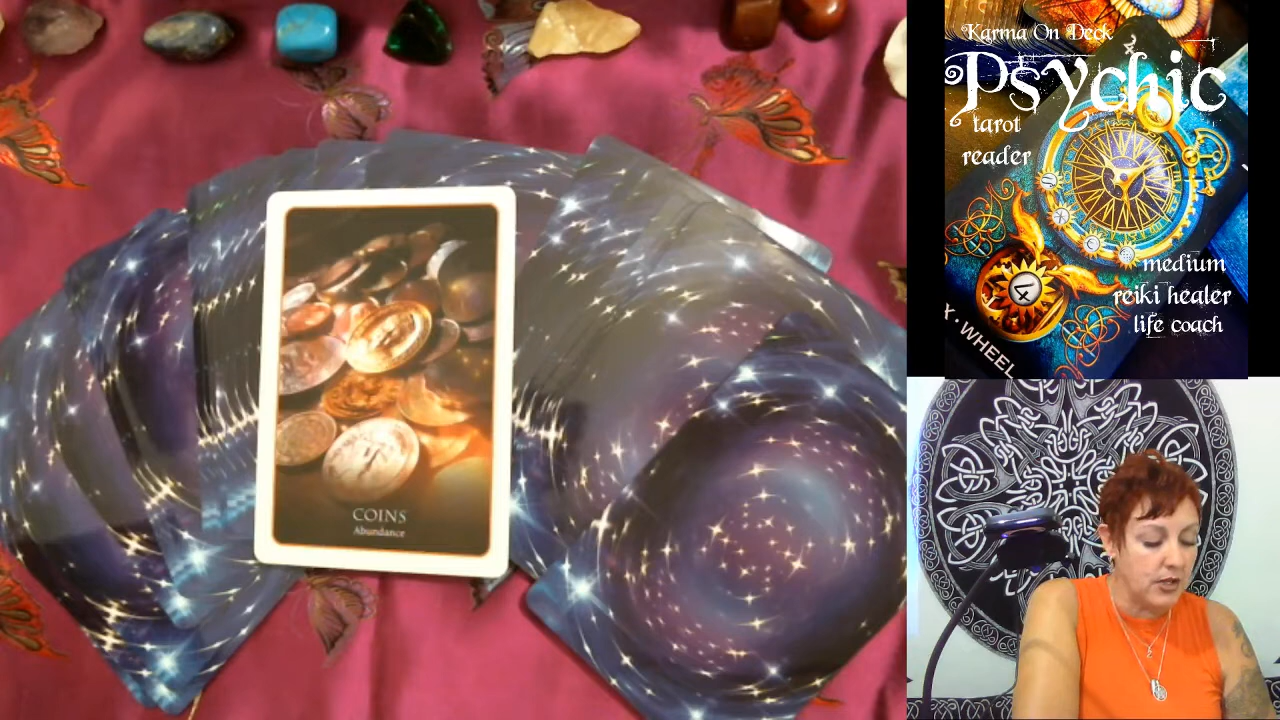 COINS
Abundance
Karma On Deck
Psychic
tarot
reader
medium
reiki healer
life coach
X • WHEEL